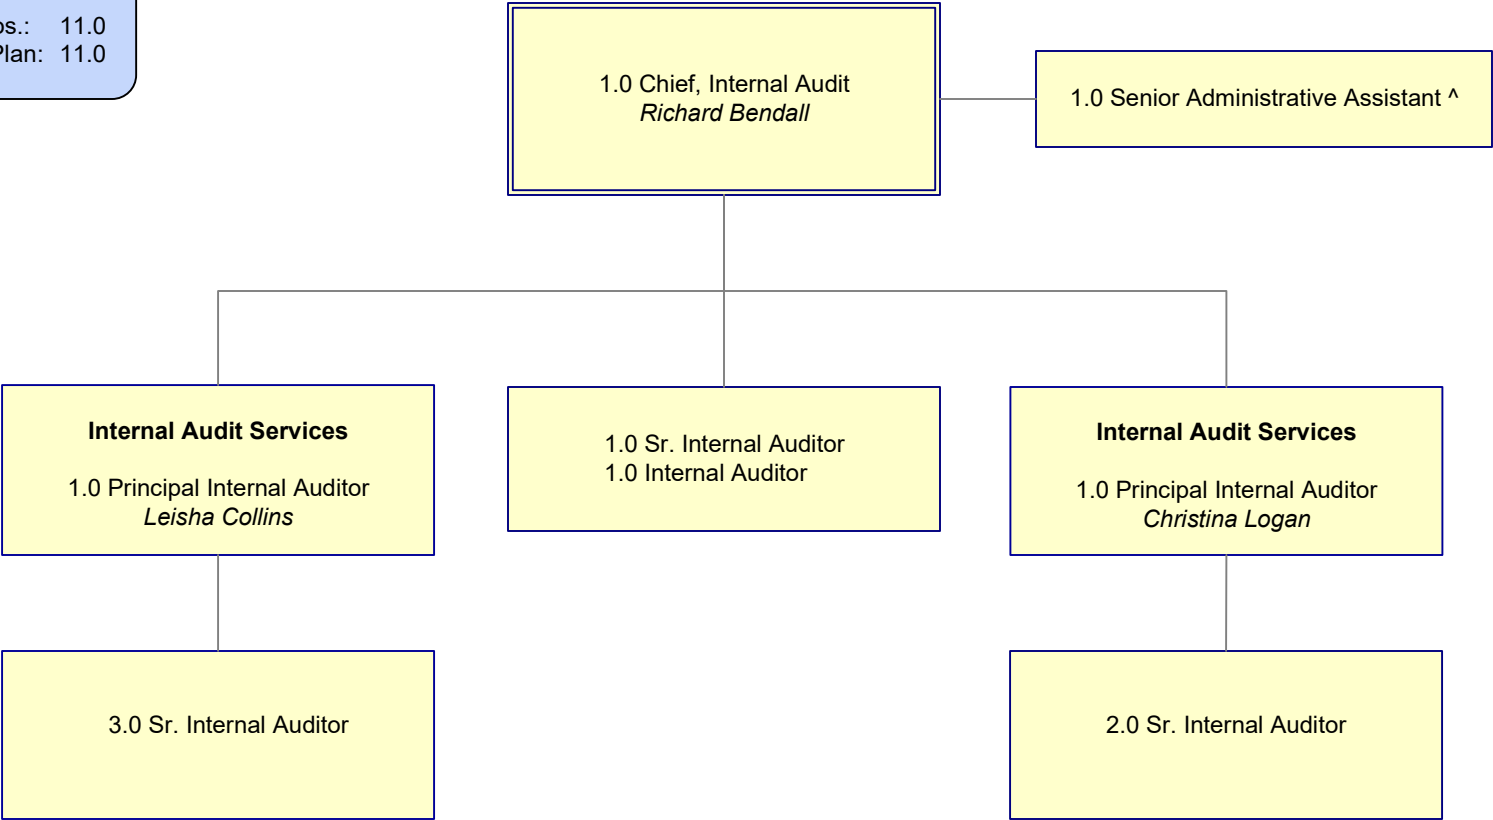 11.0
11.0
1.0 Chief, Internal Audit
Richard Bendall
1.0 Senior Administrative Assistant ^
Internal Audit Services
1.0 Principal Internal Auditor
Leisha Collins
1.0 Sr. Internal Auditor
1.0 Internal Auditor
Internal Audit Services
1.0 Principal Internal Auditor
Christina Logan
3.0 Sr. Internal Auditor
2.0 Sr. Internal Auditor